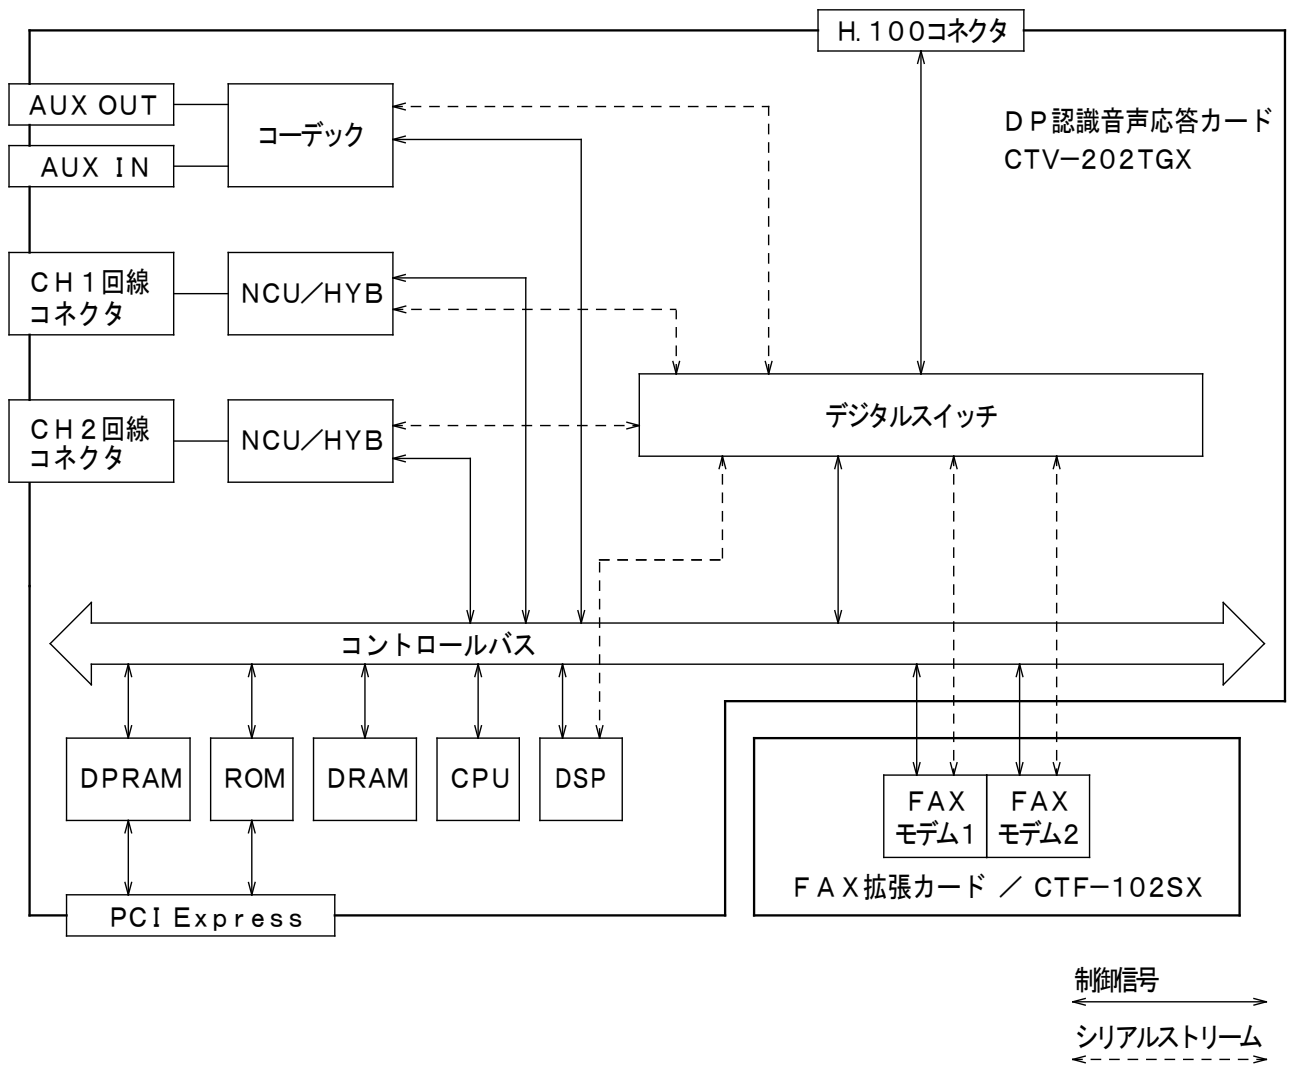 H.100コネクタ
AUX OUT
コーデック
DP認識音声応答カード
CTV−202TGX
AUX IN
CH1回線
コネクタ
NCU/HYB
CH2回線
コネクタ
NCU/HYB
デジタルスイッチ
コントロールバス
DPRAM
ROM
DRAM
CPU
DSP
FAX
モデム1
FAX
モデム2
FAX拡張カード / CTF−102SX
PCI Express
制御信号
シリアルストリーム